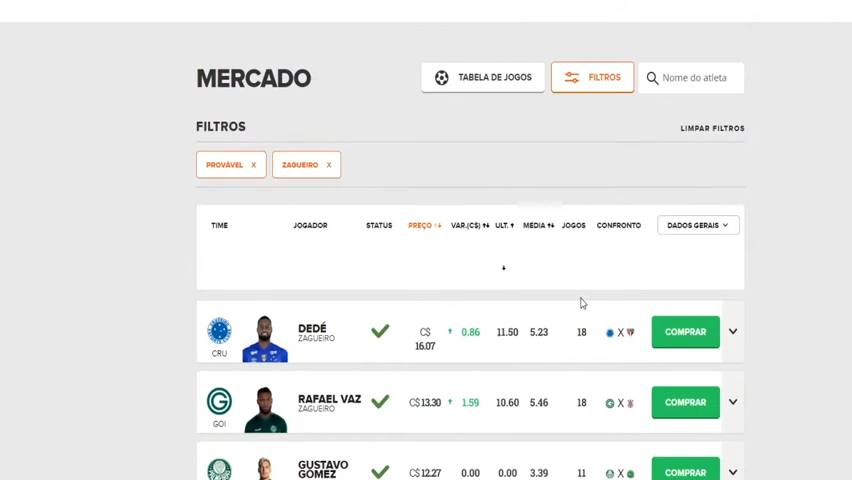 MERCADO
TABELA DE JOGOS
FILTROS
Nome do atleta
FILTROS
LIMPAR FILTROS
PROVÁVEL X
ZAGUEIRO X
TIME JOGADOR STATUS PREÇO VAR.(C$) ULT. MÉDIA JOGOS CONFRONTO DADOS GERAIS
CRU DEDÉ ZAGUEIRO C$ 16.07 0.86 11.50 5.23 18 X COMPRAR
GOI RAFAEL VAZ ZAGUEIRO C$ 13.30 1.59 10.60 5.46 18 X COMPRAR
GUSTAVO GÓMEZ C$ 12.27 0.00 0.00 3.39 11 X COMPRAR